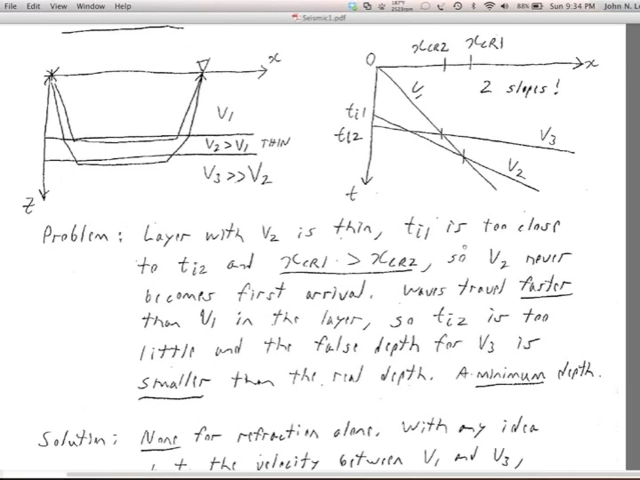 File Edit View Window Help 88% Sun 9:34 PM John N. Lo
Seismic1.pdf
x
V1
V2 > V1 THIN
V3 >> V2
z
O
xCR2 xCR1
x
V1 2 slopes!
ti1
ti2
V3
V2
t
Problem: Layer with V2 is thin, ti1 is too close
to ti2 and xCR1 > xCR2, so V2 never
becomes first arrival. Waves travel faster
than V1 in the layer, so ti2 is too
little and the false depth for V3 is
smaller than the real depth. A minimum depth.
Solution: None for refraction alone. With any idea
the velocity between V1 and V3,